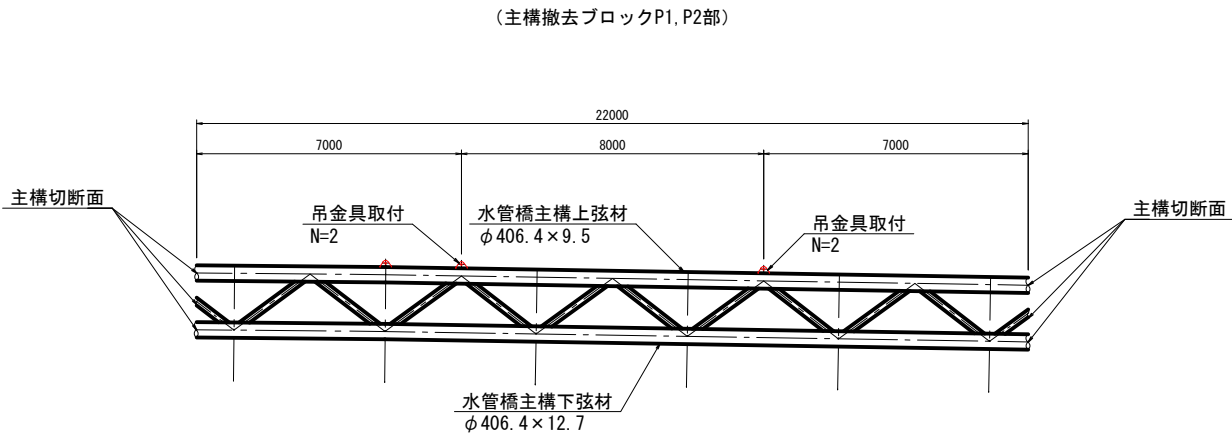 (主構撤去ブロックP1,P2部)
22000
7000
8000
7000
主構切断面
吊金具取付
N=2
水管橋主構上弦材
φ406.4×9.5
吊金具取付
N=2
主構切断面
水管橋主構下弦材
φ406.4×12.7